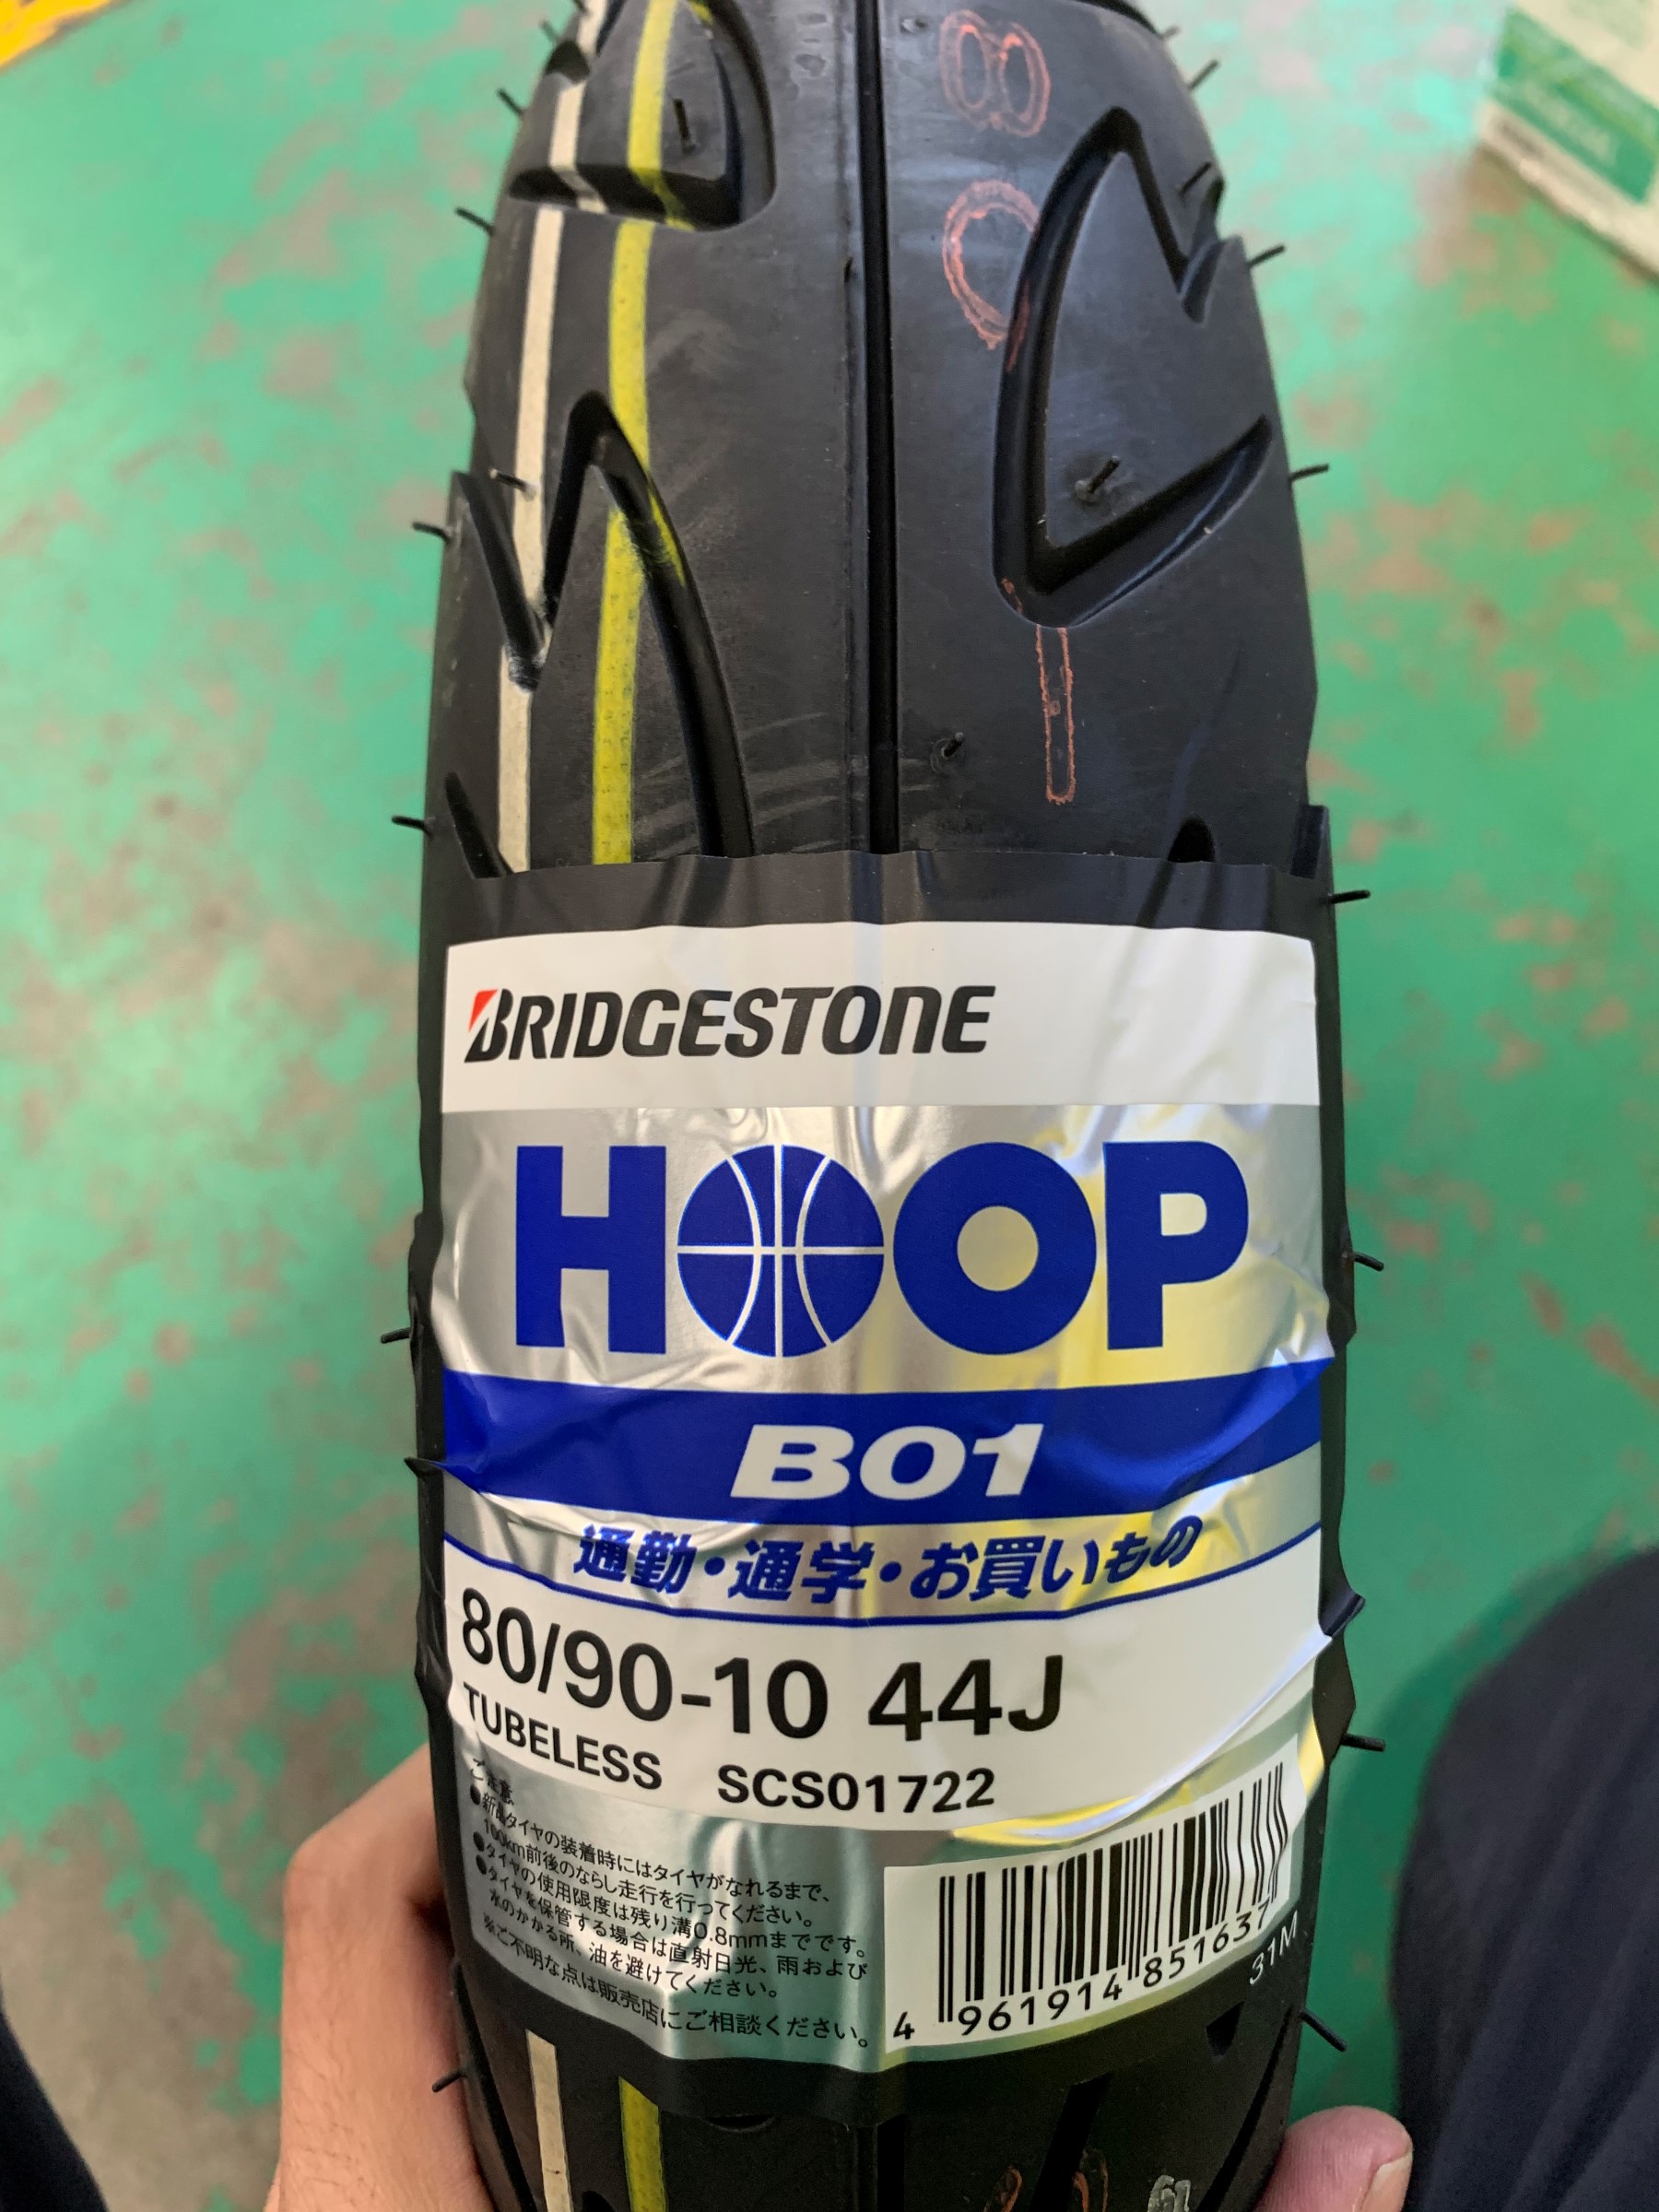 BRIDGESTONE
HOOP
B01
通勤・通学・お買いもの
80/90-10 44J
TUBELESS SCS01722
ご注意
●新品タイヤの装着時にはタイヤがなれるまで、
100km前後のならし走行を行ってください。
●タイヤの使用限度は残り溝0.8mmまでです。
●タイヤを保管する場合は直射日光、雨および
水のかかる所、油を避けてください。
※ご不明な点は販売店にご相談ください。
4 961914 851637
31M